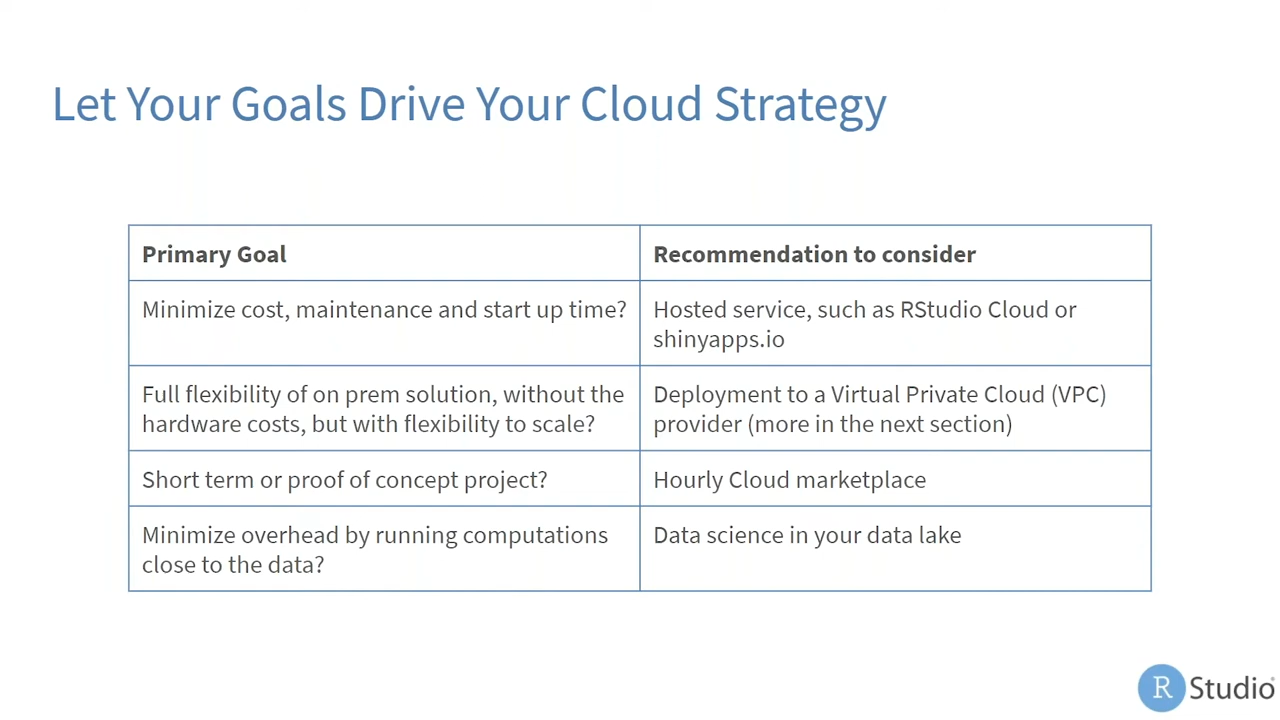 Let Your Goals Drive Your Cloud Strategy
Primary Goal
Recommendation to consider
Minimize cost, maintenance and start up time?
Hosted service, such as RStudio Cloud or
shinyapps.io
Full flexibility of on prem solution, without the
hardware costs, but with flexibility to scale?
Deployment to a Virtual Private Cloud (VPC)
provider (more in the next section)
Short term or proof of concept project?
Hourly Cloud marketplace
Minimize overhead by running computations
close to the data?
Data science in your data lake
R Studio®